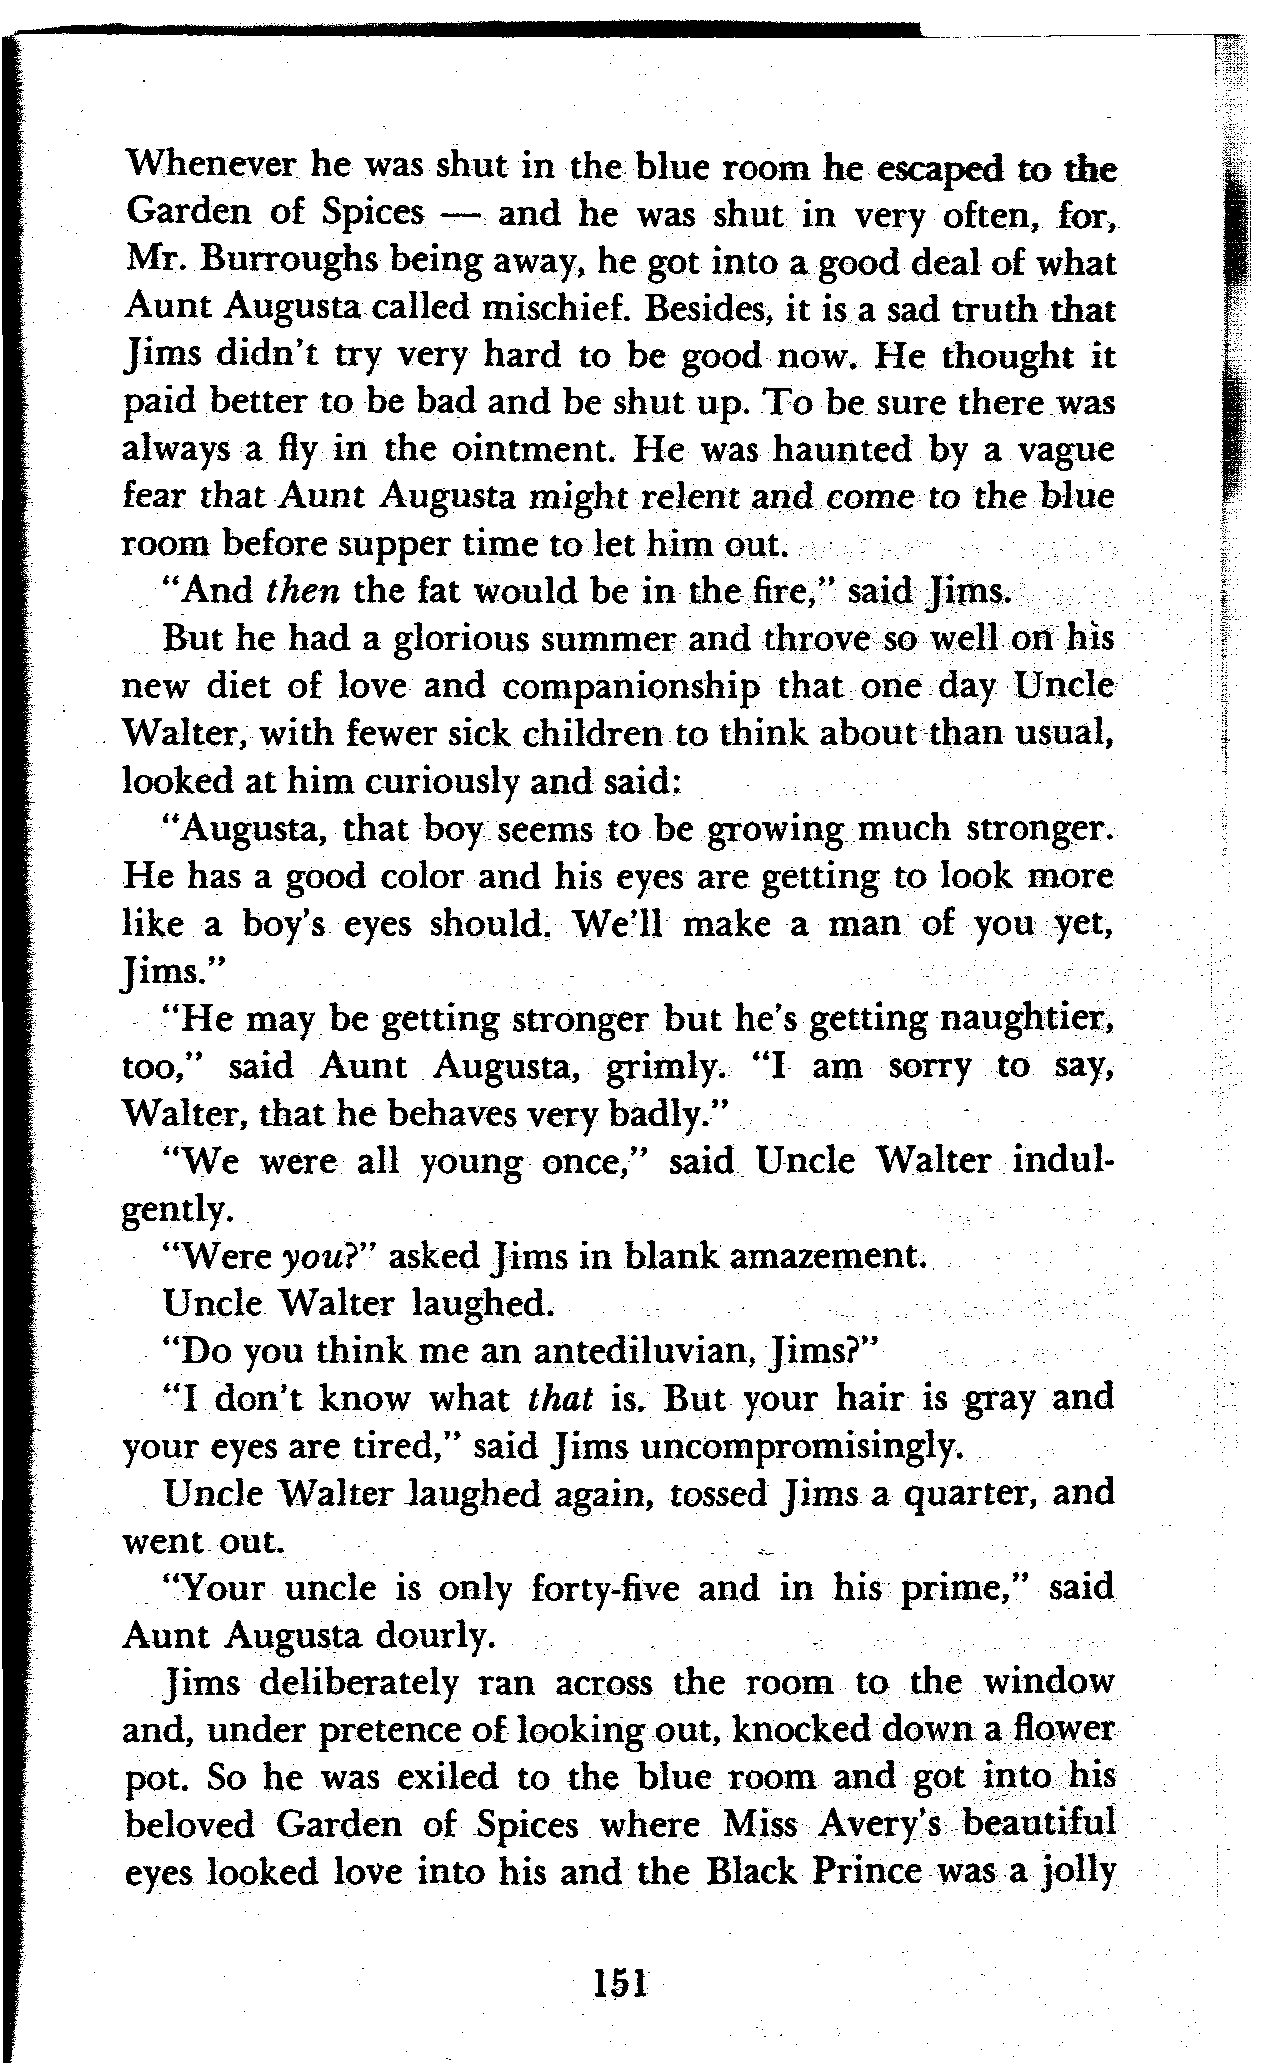 Whenever he was shut in the blue room he escaped to the
Garden of Spices — and he was shut in very often, for,
Mr. Burroughs being away, he got into a good deal of what
Aunt Augusta called mischief. Besides, it is a sad truth that
Jims didn't try very hard to be good now. He thought it
paid better to be bad and be shut up. To be sure there was
always a fly in the ointment. He was haunted by a vague
fear that Aunt Augusta might relent and come to the blue
room before supper time to let him out.
"And then the fat would be in the fire," said Jims.
But he had a glorious summer and throve so well on his
new diet of love and companionship that one day Uncle
Walter, with fewer sick children to think about than usual,
looked at him curiously and said:
"Augusta, that boy seems to be growing much stronger.
He has a good color and his eyes are getting to look more
like a boy's eyes should. We'll make a man of you yet,
Jims."
"He may be getting stronger but he's getting naughtier,
too," said Aunt Augusta, grimly. "I am sorry to say,
Walter, that he behaves very badly."
"We were all young once," said Uncle Walter indul-
gently.
"Were you?" asked Jims in blank amazement.
Uncle Walter laughed.
"Do you think me an antediluvian, Jims?"
"I don't know what that is. But your hair is gray and
your eyes are tired," said Jims uncompromisingly.
Uncle Walter laughed again, tossed Jims a quarter, and
went out.
"Your uncle is only forty-five and in his prime," said
Aunt Augusta dourly.
Jims deliberately ran across the room to the window
and, under pretence of looking out, knocked down a flower
pot. So he was exiled to the blue room and got into his
beloved Garden of Spices where Miss Avery's beautiful
eyes looked love into his and the Black Prince was a jolly
151